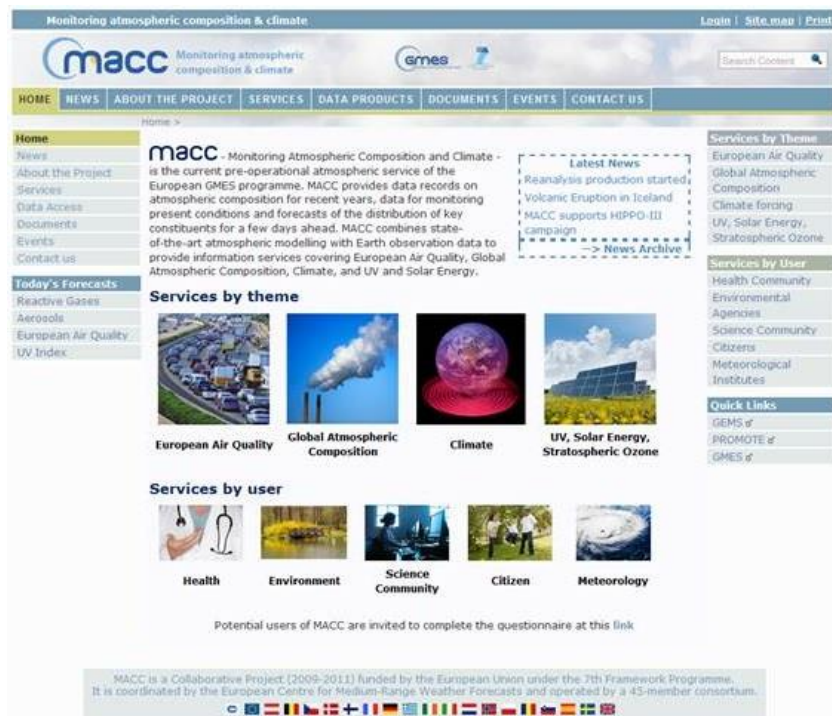 Monitoring atmospheric composition & climate
Login | Site map | Print
macc Monitoring atmospheric
composition & climate
gmes
Search Content
HOME NEWS ABOUT THE PROJECT SERVICES DATA PRODUCTS DOCUMENTS EVENTS CONTACT US
Home >
Home
News
About the Project
Services
Data Access
Documents
Events
Contact us
Today's Forecasts
Reactive Gases
Aerosols
European Air Quality
UV Index
macc - Monitoring Atmospheric Composition and Climate -
is the current pre-operational atmospheric service of the
European GMES programme. MACC provides data records on
atmospheric composition for recent years, data for monitoring
present conditions and forecasts of the distribution of key
constituents for a few days ahead. MACC combines state-
of-the-art atmospheric modelling with Earth observation data to
provide information services covering European Air Quality, Global
Atmospheric Composition, Climate, and UV and Solar Energy.
Latest News
Reanalysis production started
Volcanic Eruption in Iceland
MACC supports HIPPO-III
campaign
--> News Archive
Services by theme
European Air Quality
Global Atmospheric
Composition
Climate
UV, Solar Energy,
Stratospheric Ozone
Services by user
Health
Environment
Science
Community
Citizen
Meteorology
Potential users of MACC are invited to complete the questionnaire at this link
Services by Theme
European Air Quality
Global Atmospheric
Composition
Climate forcing
UV, Solar Energy,
Stratospheric Ozone
Services by User
Health Community
Environmental
Agencies
Science Community
Citizens
Meteorological
Institutes
Quick Links
GEMS
PROMOTE
GMES
MACC is a Collaborative Project (2009-2011) funded by the European Union under the 7th Framework Programme.
It is coordinated by the European Centre for Medium-Range Weather Forecasts and operated by a 45-member consortium.